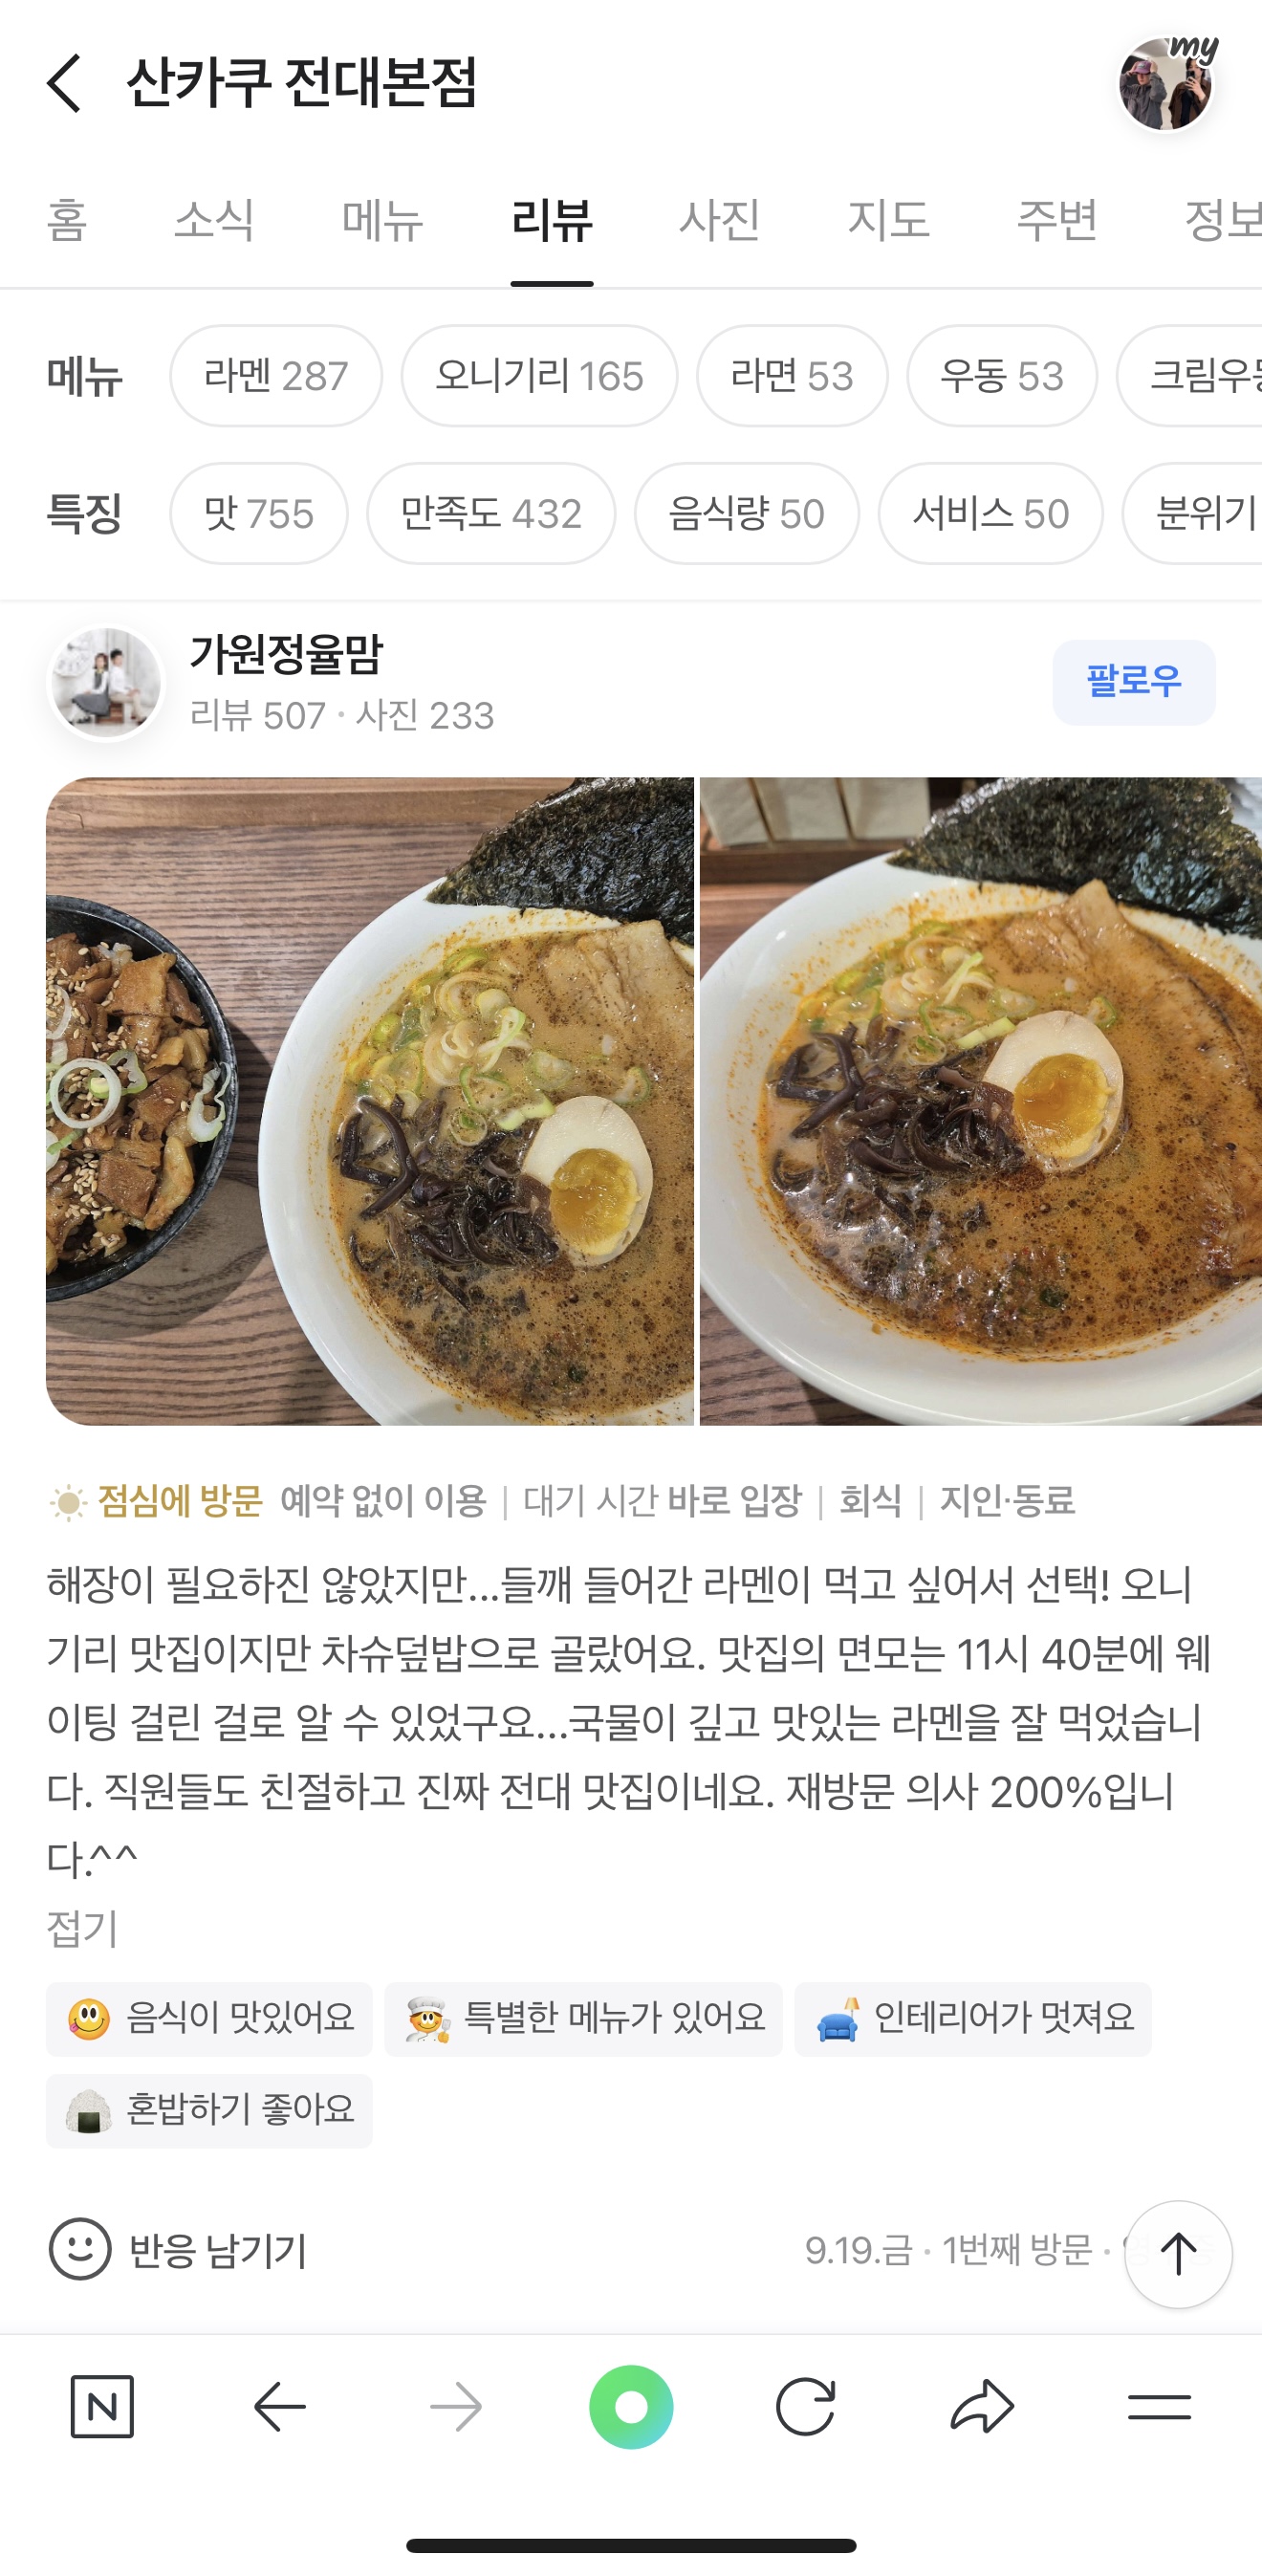 산카쿠 전대본점
my
홈 소식 메뉴 리뷰 사진 지도 주변 정보
메뉴 라멘 287 오니기리 165 라면 53 우동 53 크림우동
특징 맛 755 만족도 432 음식량 50 서비스 50 분위기
가원정율맘
리뷰 507 · 사진 233
팔로우
점심에 방문 예약 없이 이용 | 대기 시간 바로 입장 | 회식 | 지인·동료
해장이 필요하진 않았지만...들깨 들어간 라멘이 먹고 싶어서 선택! 오니
기리 맛집이지만 차슈덮밥으로 골랐어요. 맛집의 면모는 11시 40분에 웨
이팅 걸린 걸로 알 수 있었구요...국물이 깊고 맛있는 라멘을 잘 먹었습니
다. 직원들도 친절하고 진짜 전대 맛집이네요. 재방문 의사 200%입니
다.^^
접기
음식이 맛있어요 특별한 메뉴가 있어요 인테리어가 멋져요
혼밥하기 좋아요
반응 남기기 9.19.금 · 1번째 방문 ·
N